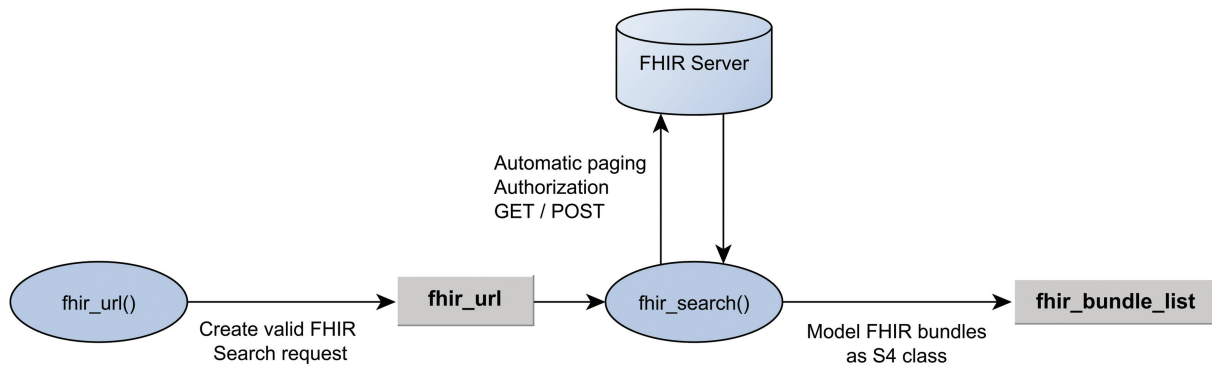 FHIR Server
Automatic paging
Authorization
GET / POST
fhir_url()
Create valid FHIR
Search request
fhir_url
fhir_search()
Model FHIR bundles
as S4 class
fhir_bundle_list